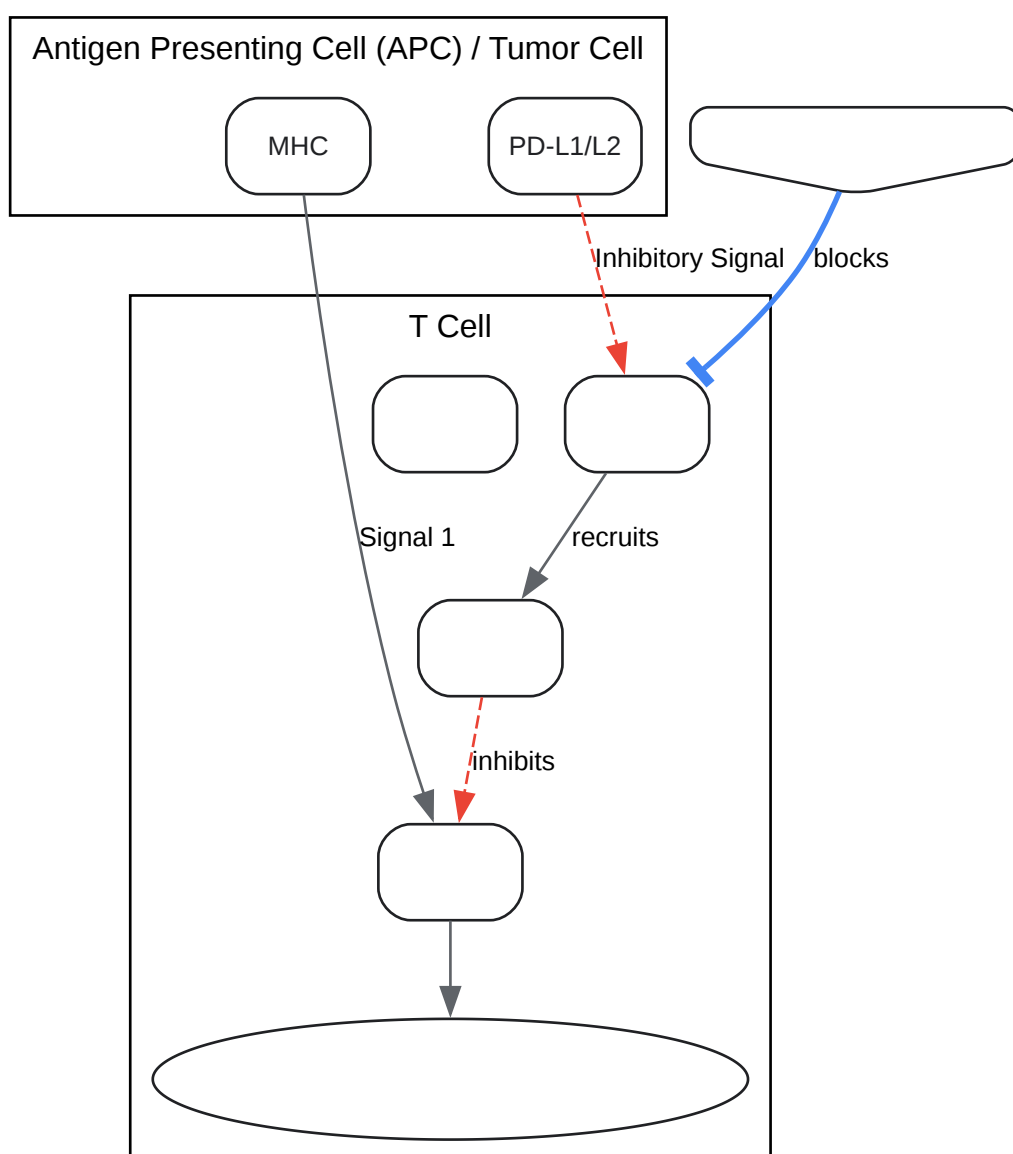 Antigen Presenting Cell (APC) / Tumor Cell
MHC
PD-L1/L2
Inhibitory Signal
blocks
T Cell
Signal 1
recruits
inhibits